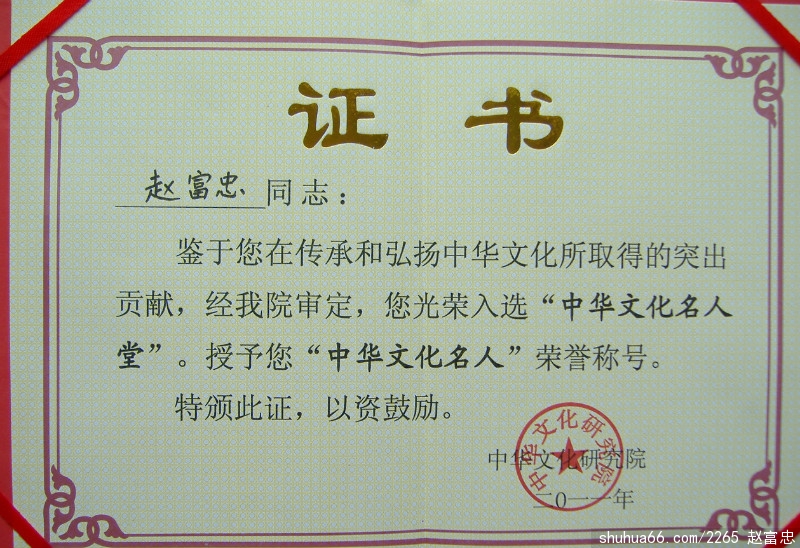 证书
赵富忠同志：
鉴于您在传承和弘扬中华文化所取得的突出
贡献，经我院审定，您光荣入选“中华文化名人
堂”。授予您“中华文化名人”荣誉称号。
特颁此证，以资鼓励。
中华文化研究院
中华文化研究院
二〇一一年
shuhua66.com/2265 赵富忠